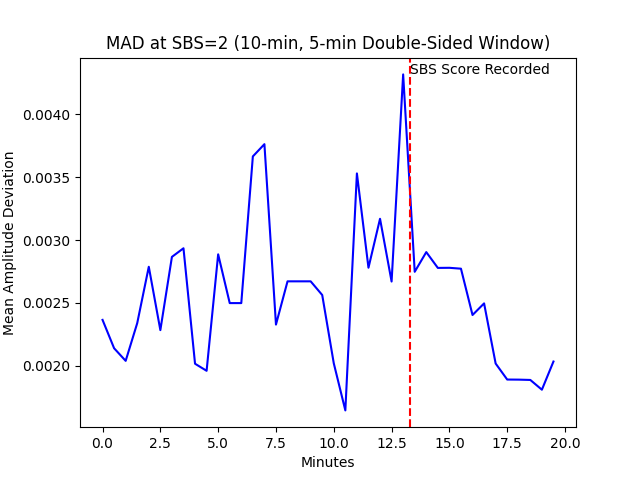 MAD at SBS=2 (10-min, 5-min Double-Sided Window)
SBS Score Recorded
Mean Amplitude Deviation
0.0040
0.0035
0.0030
0.0025
0.0020
0.0 2.5 5.0 7.5 10.0 12.5 15.0 17.5 20.0
Minutes